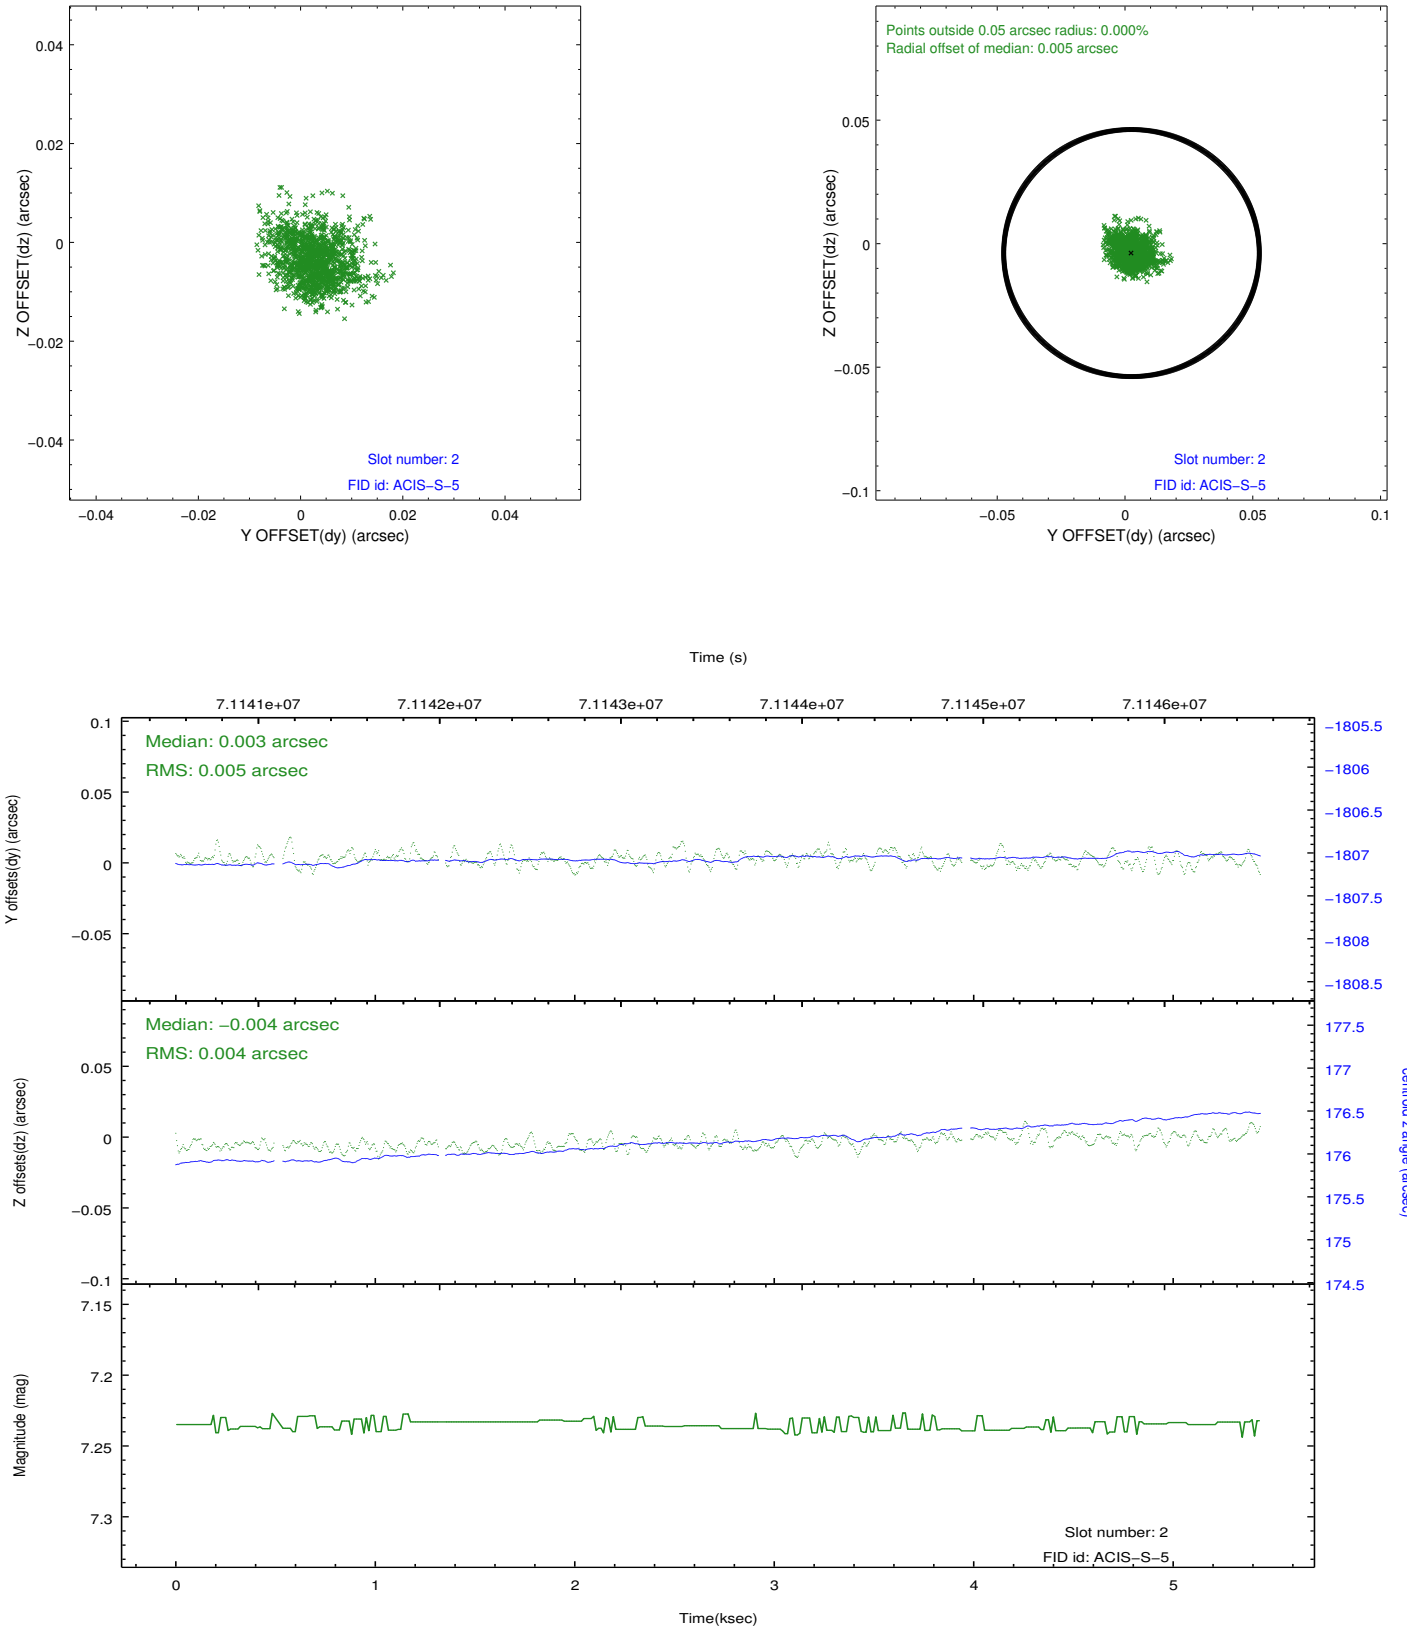 0.04
0.02
0
−0.02
−0.04
Z OFFSET(dz) (arcsec)
Slot number: 2
FID id: ACIS−S−5
−0.04
−0.02
0
0.02
0.04
Y OFFSET(dy) (arcsec)
Points outside 0.05 arcsec radius: 0.000%
Radial offset of median: 0.005 arcsec
0.05
0
−0.05
−0.1
Z OFFSET(dz) (arcsec)
Slot number: 2
FID id: ACIS−S−5
−0.05
0
0.05
0.1
Y OFFSET(dy) (arcsec)
Time (s)
7.1141e+07
7.1142e+07
7.1143e+07
7.1144e+07
7.1145e+07
7.1146e+07
Median: 0.003 arcsec
RMS: 0.005 arcsec
0.1
0.05
0
−0.05
Y offsets(dy) (arcsec)
−1805.5
−1806
−1806.5
−1807
−1807.5
−1808
−1808.5
Median: −0.004 arcsec
RMS: 0.004 arcsec
0.05
0
−0.05
−0.1
Z offsets(dz) (arcsec)
177.5
177
176.5
176
175.5
175
174.5
centroid z angle (arcsec)
7.15
7.2
7.25
7.3
Magnitude (mag)
Slot number: 2
FID id: ACIS−S−5
0
1
2
3
4
5
Time(ksec)